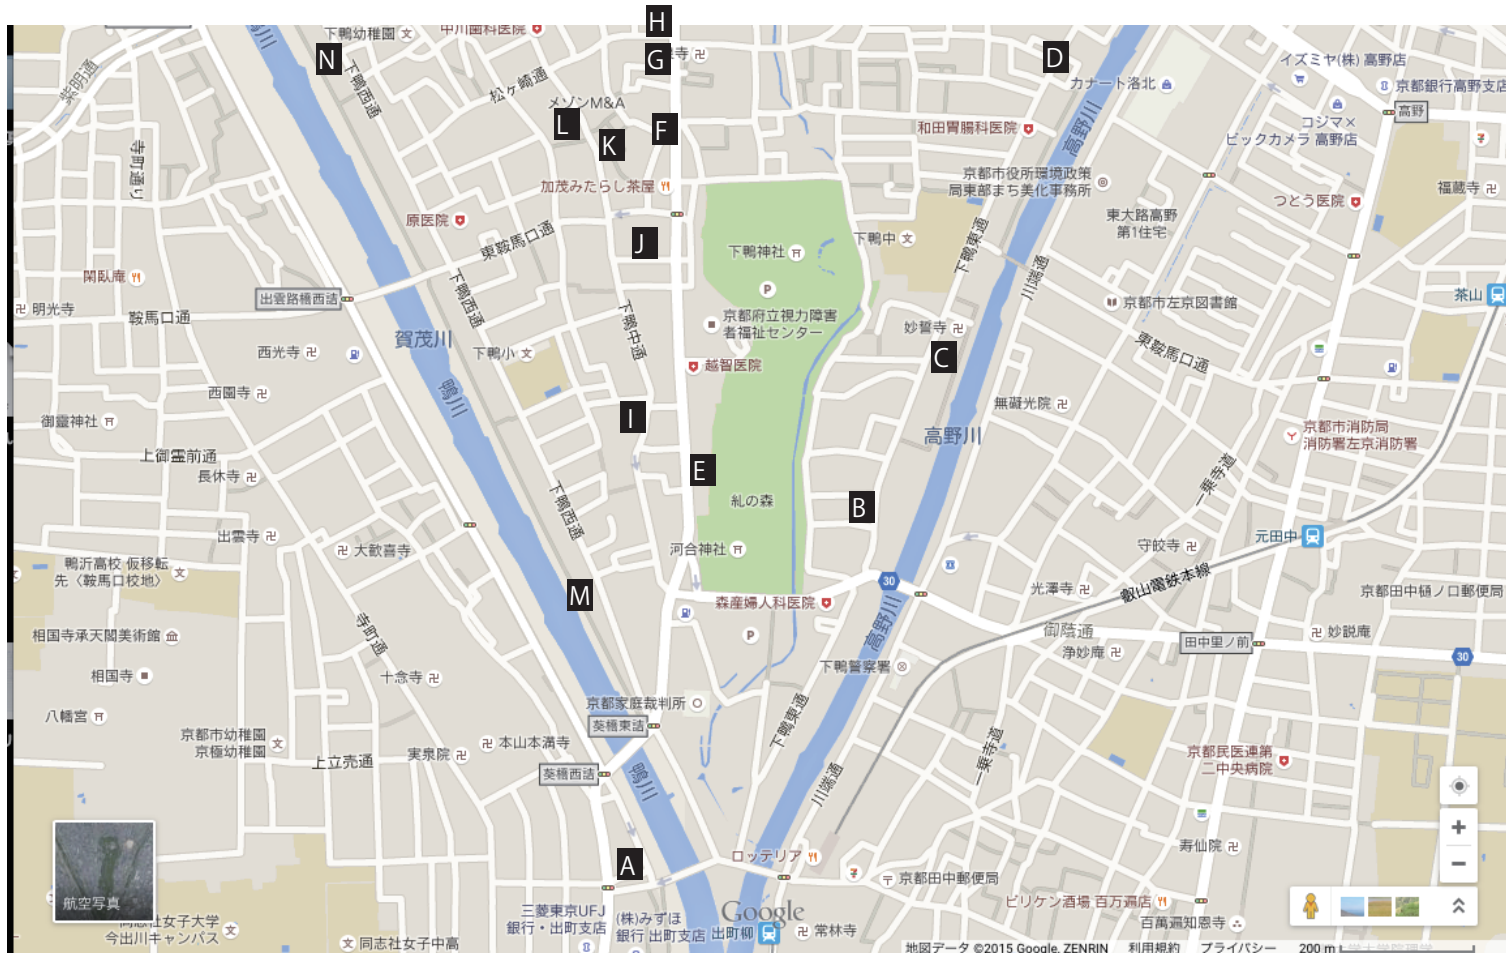 H
下鴨幼稚園
中川歯科医院
N
G
寺
D
イズミヤ(株) 高野店
カナート洛北
京都銀行高野支店
紫明通
下鴨西通
松ヶ崎通
メゾンM&A
高野
コジマ×
ビックカメラ 高野店
L
F
K
和田胃腸科医院
高野川
寺町通り
加茂みたらし茶屋
京都市役所環境政策
局東部まち美化事務所
つとう医院
福蔵寺
原医院
東大路高野
第1住宅
東鞍馬口通
J
下鴨神社
下鴨中
下鴨東通
川端通
閑臥庵
出雲路橋西詰
下鴨西通
P
京都市左京図書館
茶山
明光寺
鞍馬口通
下鴨中通
京都府立視力障害
者福祉センター
妙誓寺
賀茂川
西光寺
下鴨小
越智医院
C
東鞍馬口通
西園寺
鴨川
無礙光院
御靈神社
I
高野川
京都市消防局
消防署左京消防署
上御霊前通
長休寺
E
一乗寺道
糺の森
B
下鴨西通
出雲寺
大歓喜寺
河合神社
守皎寺
元田中
鴨沂高校 仮移転
先〈鞍馬口校地〉
30
光澤寺
叡山電鉄本線
京都田中樋ノ口郵便局
M
森産婦人科医院
高野川
相国寺承天閣美術館
寺町通
P
御蔭通
田中里ノ前
妙説庵
浄妙庵
30
相国寺
十念寺
下鴨警察署
京都家庭裁判所
八幡宮
葵橋東詰
下鴨東通
京都市幼稚園
京極幼稚園
本山本満寺
一乗寺道
上立売通
実泉院
京都民医連第
二中央病院
葵橋西詰
鴨川
川端通
寿仙院
A
ロッテリア
京都田中郵便局
航空写真
ビリケン酒場 百万遍店
三菱東京UFJ
銀行・出町支店
(株)みずほ
銀行 出町支店
Google
出町柳
常林寺
百萬遍知恩寺
同志社女子大学
今出川キャンパス
同志社女子中高
地図データ ©2015 Google, ZENRIN
利用規約
プライバシー
200 m